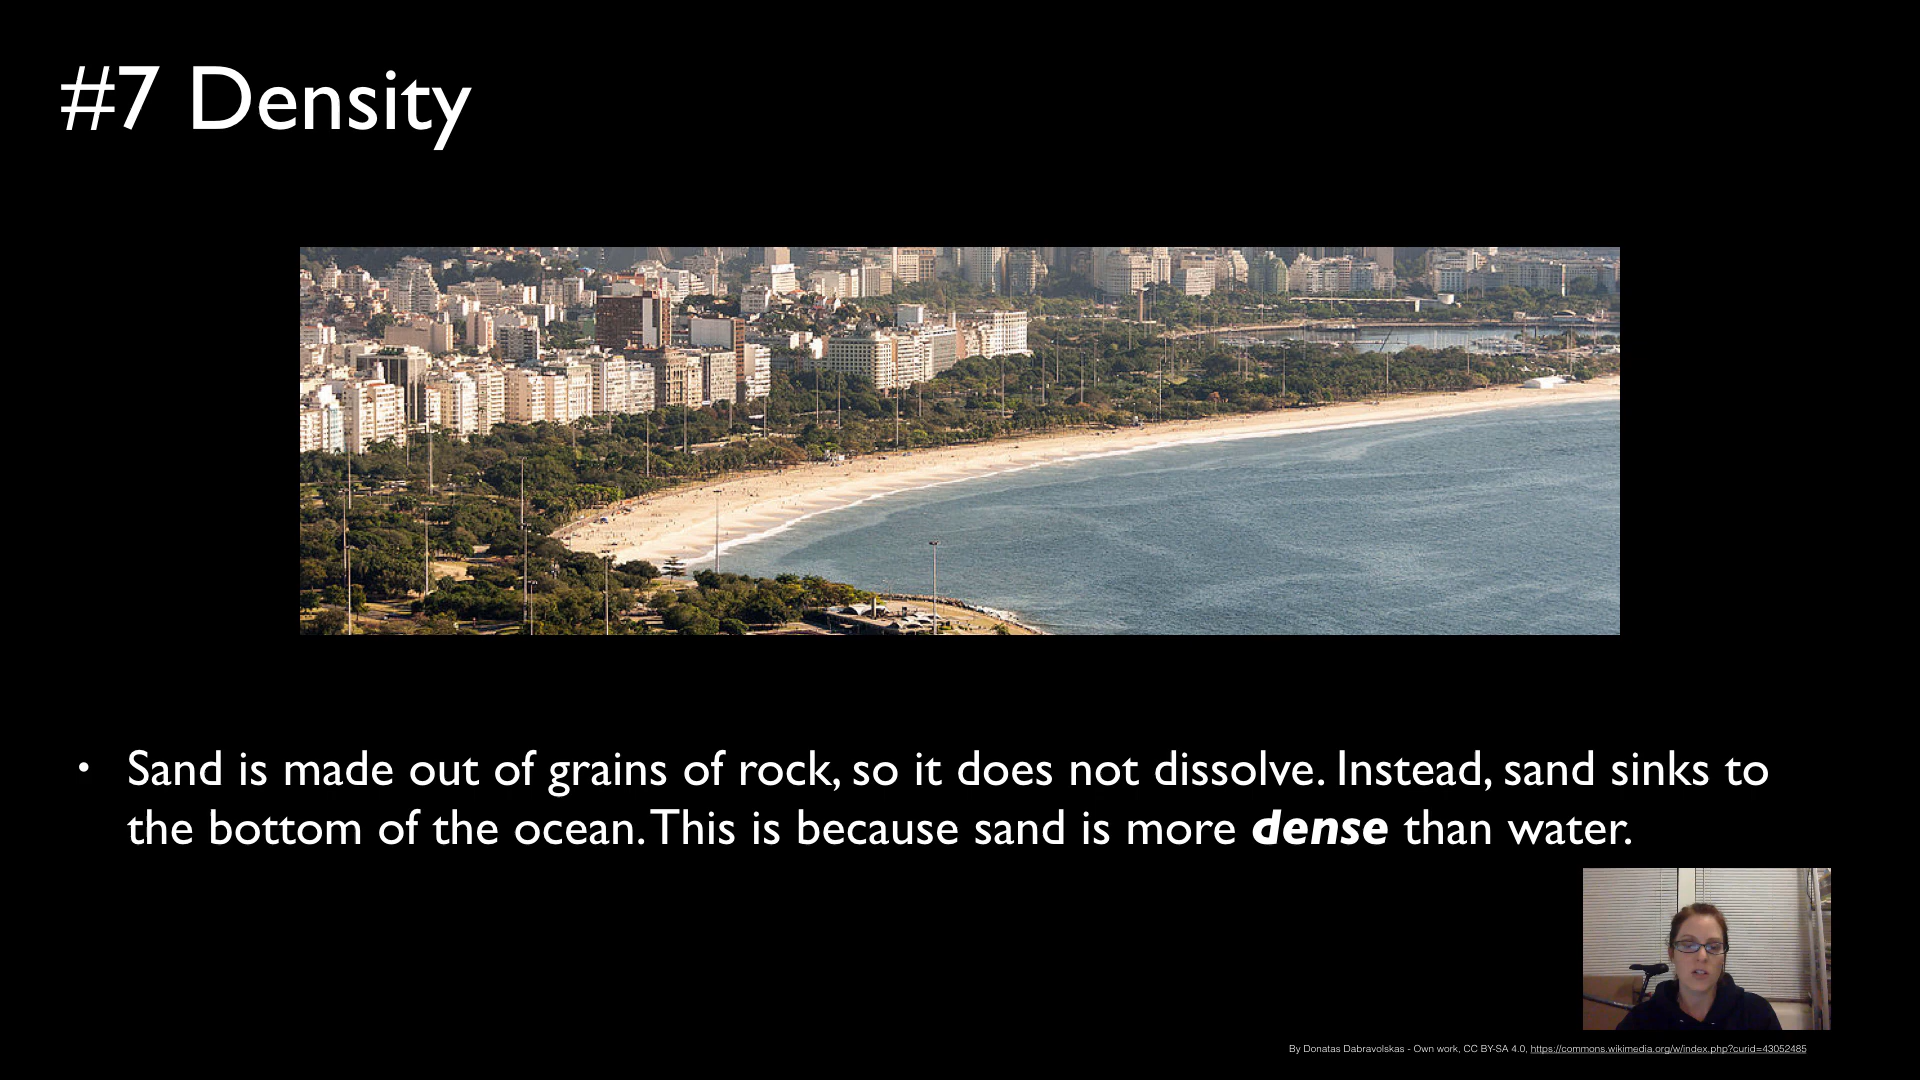 #7 Density
• Sand is made out of grains of rock, so it does not dissolve. Instead, sand sinks to
the bottom of the ocean. This is because sand is more dense than water.
By Donatas Dabravolskas - Own work, CC BY-SA 4.0, https://commons.wikimedia.org/w/index.php?curid=43052485